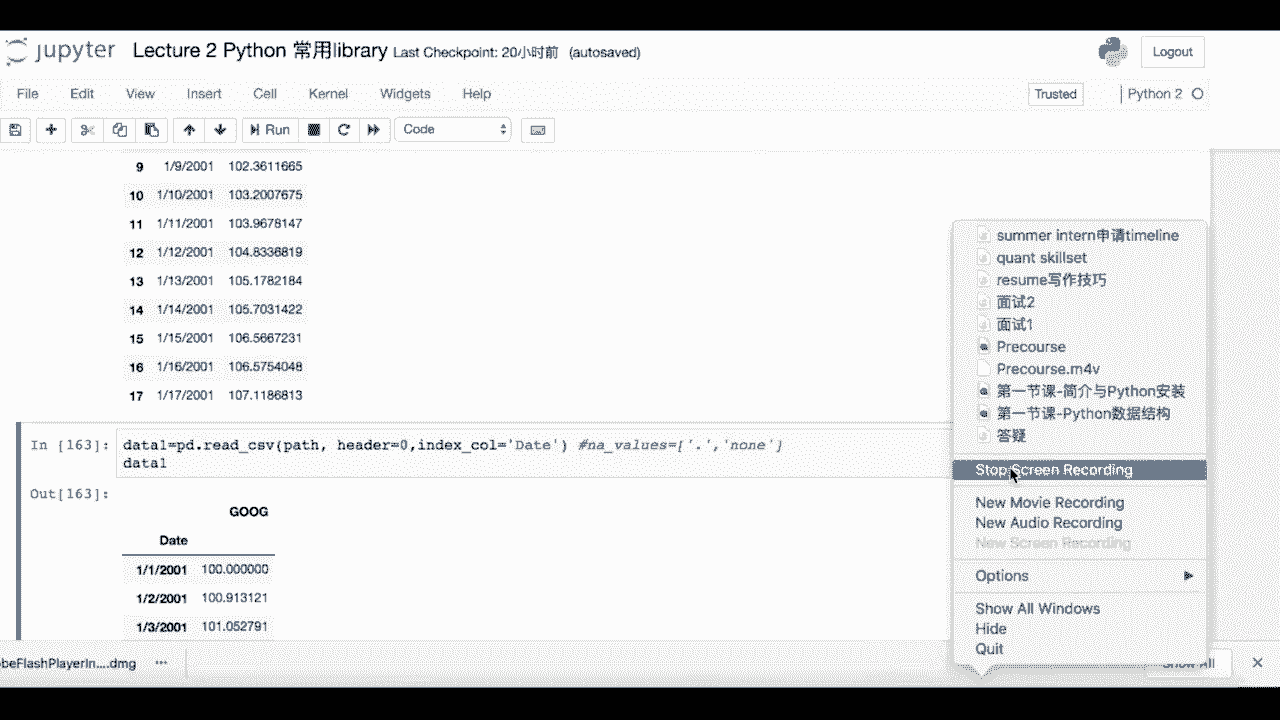 jupyter Lecture 2 Python 常用library Last Checkpoint: 20小时前 (autosaved) Logout
File Edit View Insert Cell Kernel Widgets Help Trusted Python 2
Run Code
9 1/9/2001 102.3611665
10 1/10/2001 103.2007675
11 1/11/2001 103.9678147
12 1/12/2001 104.8336819
13 1/13/2001 105.1782184
14 1/14/2001 105.7031422
15 1/15/2001 106.5667231
16 1/16/2001 106.5754048
17 1/17/2001 107.1186813
In [163]: data1=pd.read_csv(path, header=0,index_col='Date') #na_values=['.','none']
data1
Out[163]:
GOOG
Date
1/1/2001 100.000000
1/2/2001 100.913121
1/3/2001 101.052791
summer intern申请timeline
quant skillset
resume写作技巧
面试2
面试1
Precourse
Precourse.m4v
第一节课-简介与Python安装
第一节课-Python数据结构
答疑
Stop Screen Recording
New Movie Recording
New Audio Recording
New Screen Recording
Options
Show All Windows
Hide
Quit
beFlashPlayerIn....dmg
Show All